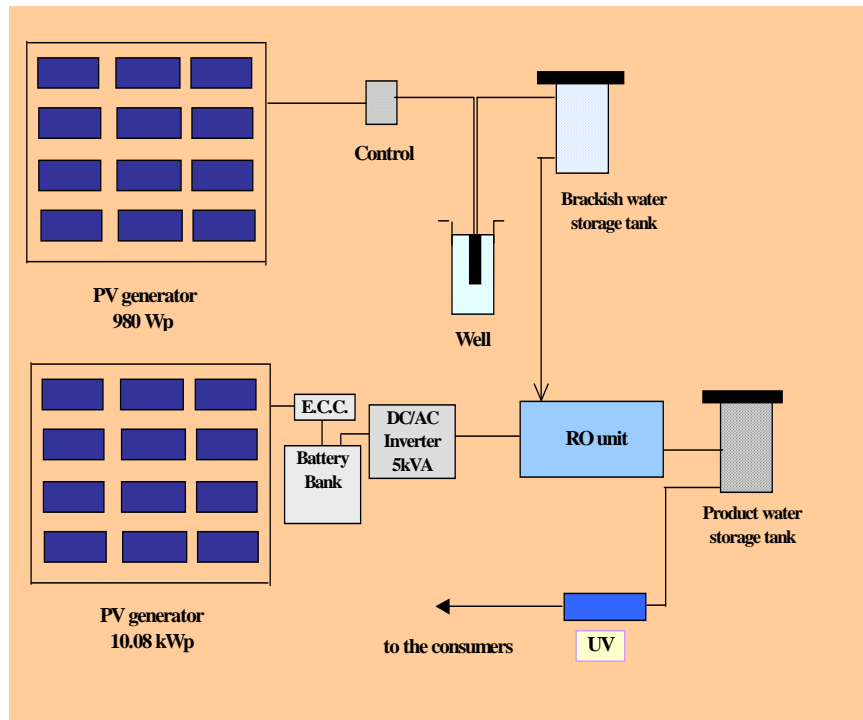 Control
Brackish water
storage tank
PV generator
980 Wp
Well
E.C.C.
DC/AC
Inverter
5kVA
Battery
Bank
RO unit
Product water
storage tank
PV generator
10.08 kWp
to the consumers
UV